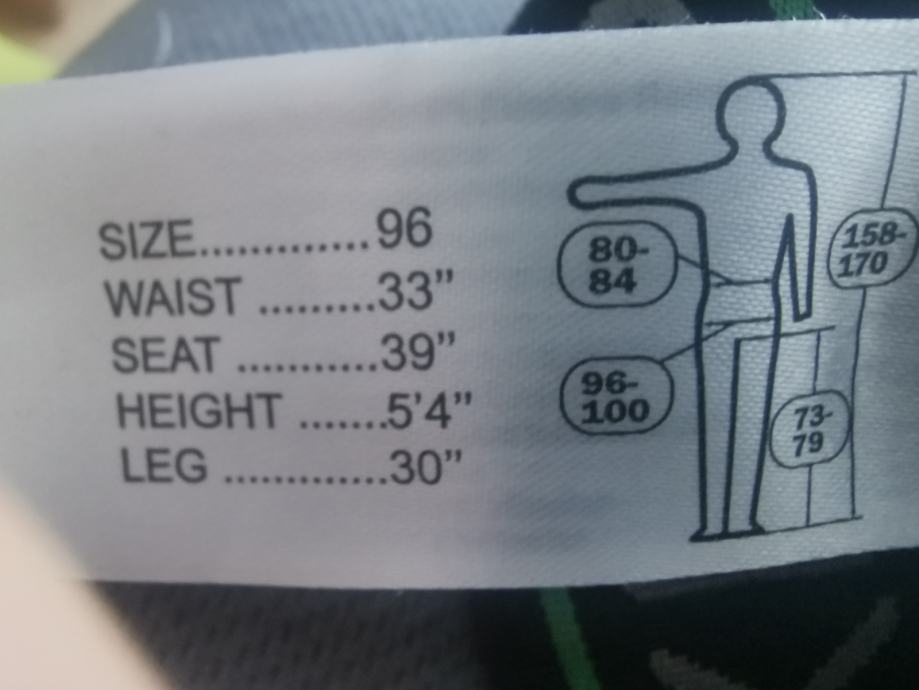 SIZE.............96
WAIST .........33”
SEAT ...........39”
HEIGHT .......5’4”
LEG .............30”
80-
84
158-
170
96-
100
73-
79